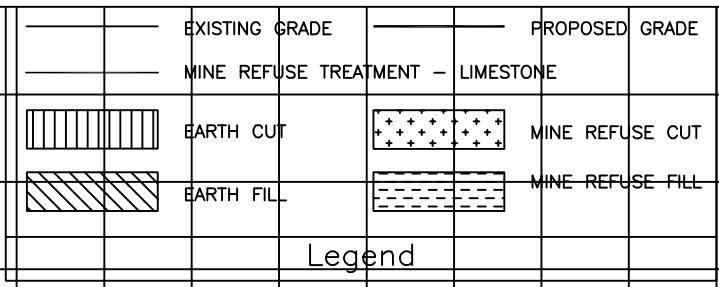 EXISTING GRADE PROPOSED GRADE
MINE REFUSE TREATMENT – LIMESTONE
EARTH CUT MINE REFUSE CUT
EARTH FILL MINE REFUSE FILL
Legend